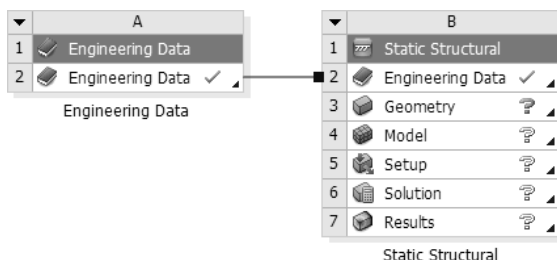 A
1 Engineering Data
2 Engineering Data
Engineering Data
B
1 Static Structural
2 Engineering Data
3 Geometry ?
4 Model ?
5 Setup ?
6 Solution ?
7 Results ?
Static Structural